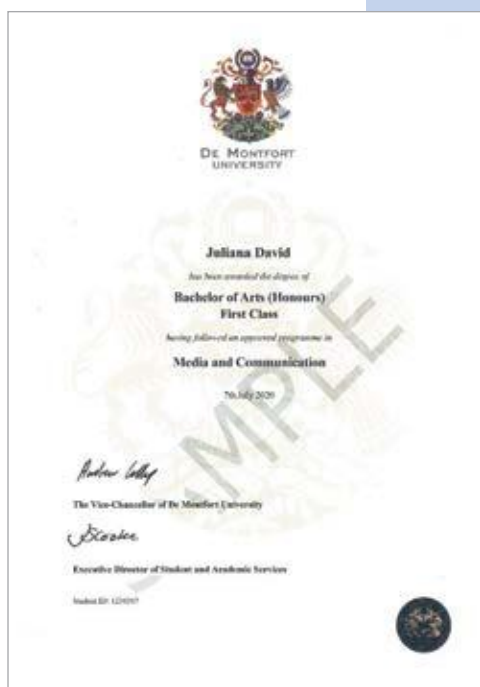 DE MONTFORT
UNIVERSITY
Juliana David
has been awarded the degree of
Bachelor of Arts (Honours)
First Class
having followed an approved programme in
Media and Communication
7th July 2020
SAMPLE
The Vice-Chancellor of De Montfort University
Executive Director of Student and Academic Services
Student ID: